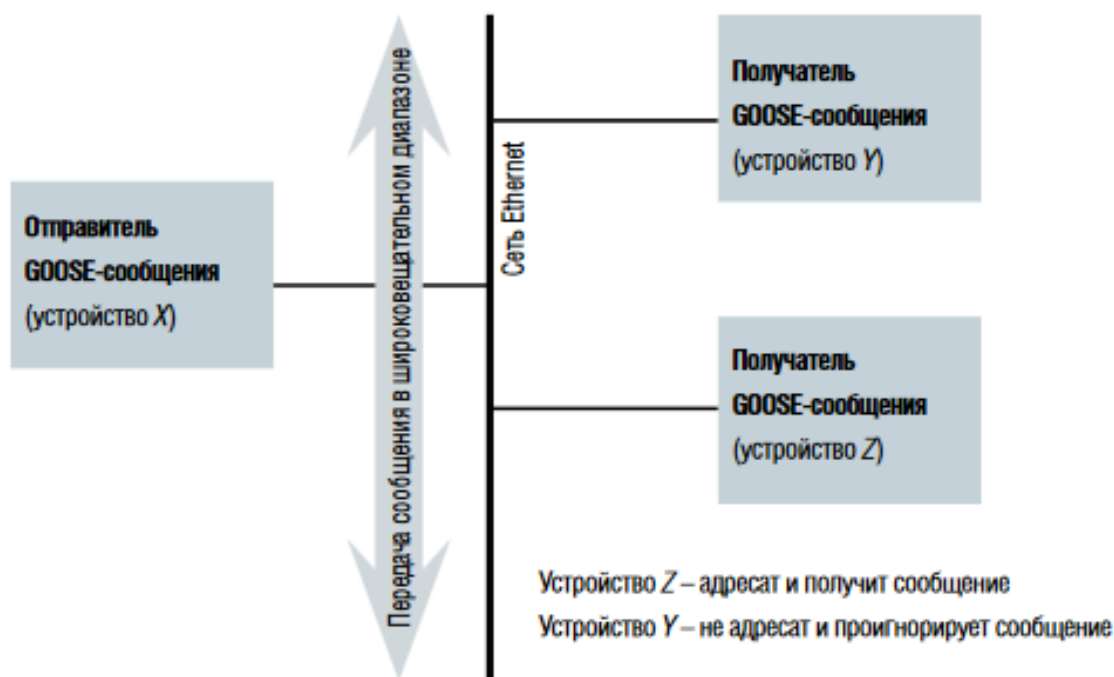 Отправитель
GOOSE-сообщения
(устройство X)
Передача сообщения в широковещательном диапазоне
Сеть Ethernet
Получатель
GOOSE-сообщения
(устройство Y)
Получатель
GOOSE-сообщения
(устройство Z)
Устройство Z – адресат и получит сообщение
Устройство Y – не адресат и проигнорирует сообщение